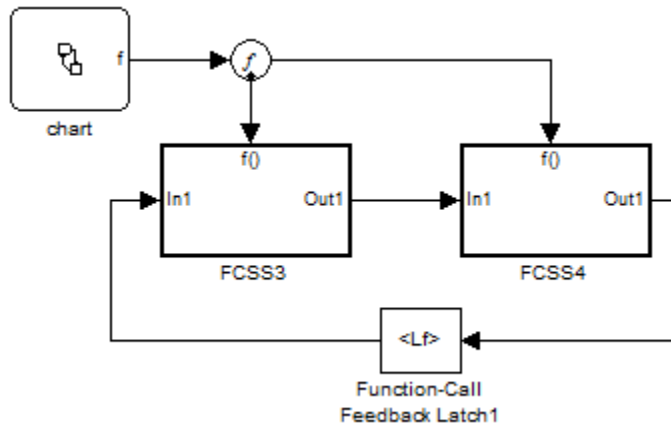 f
f
chart
f()
f()
In1
Out1
In1
Out1
FCSS3
FCSS4
<Lf>
Function-Call
Feedback Latch1